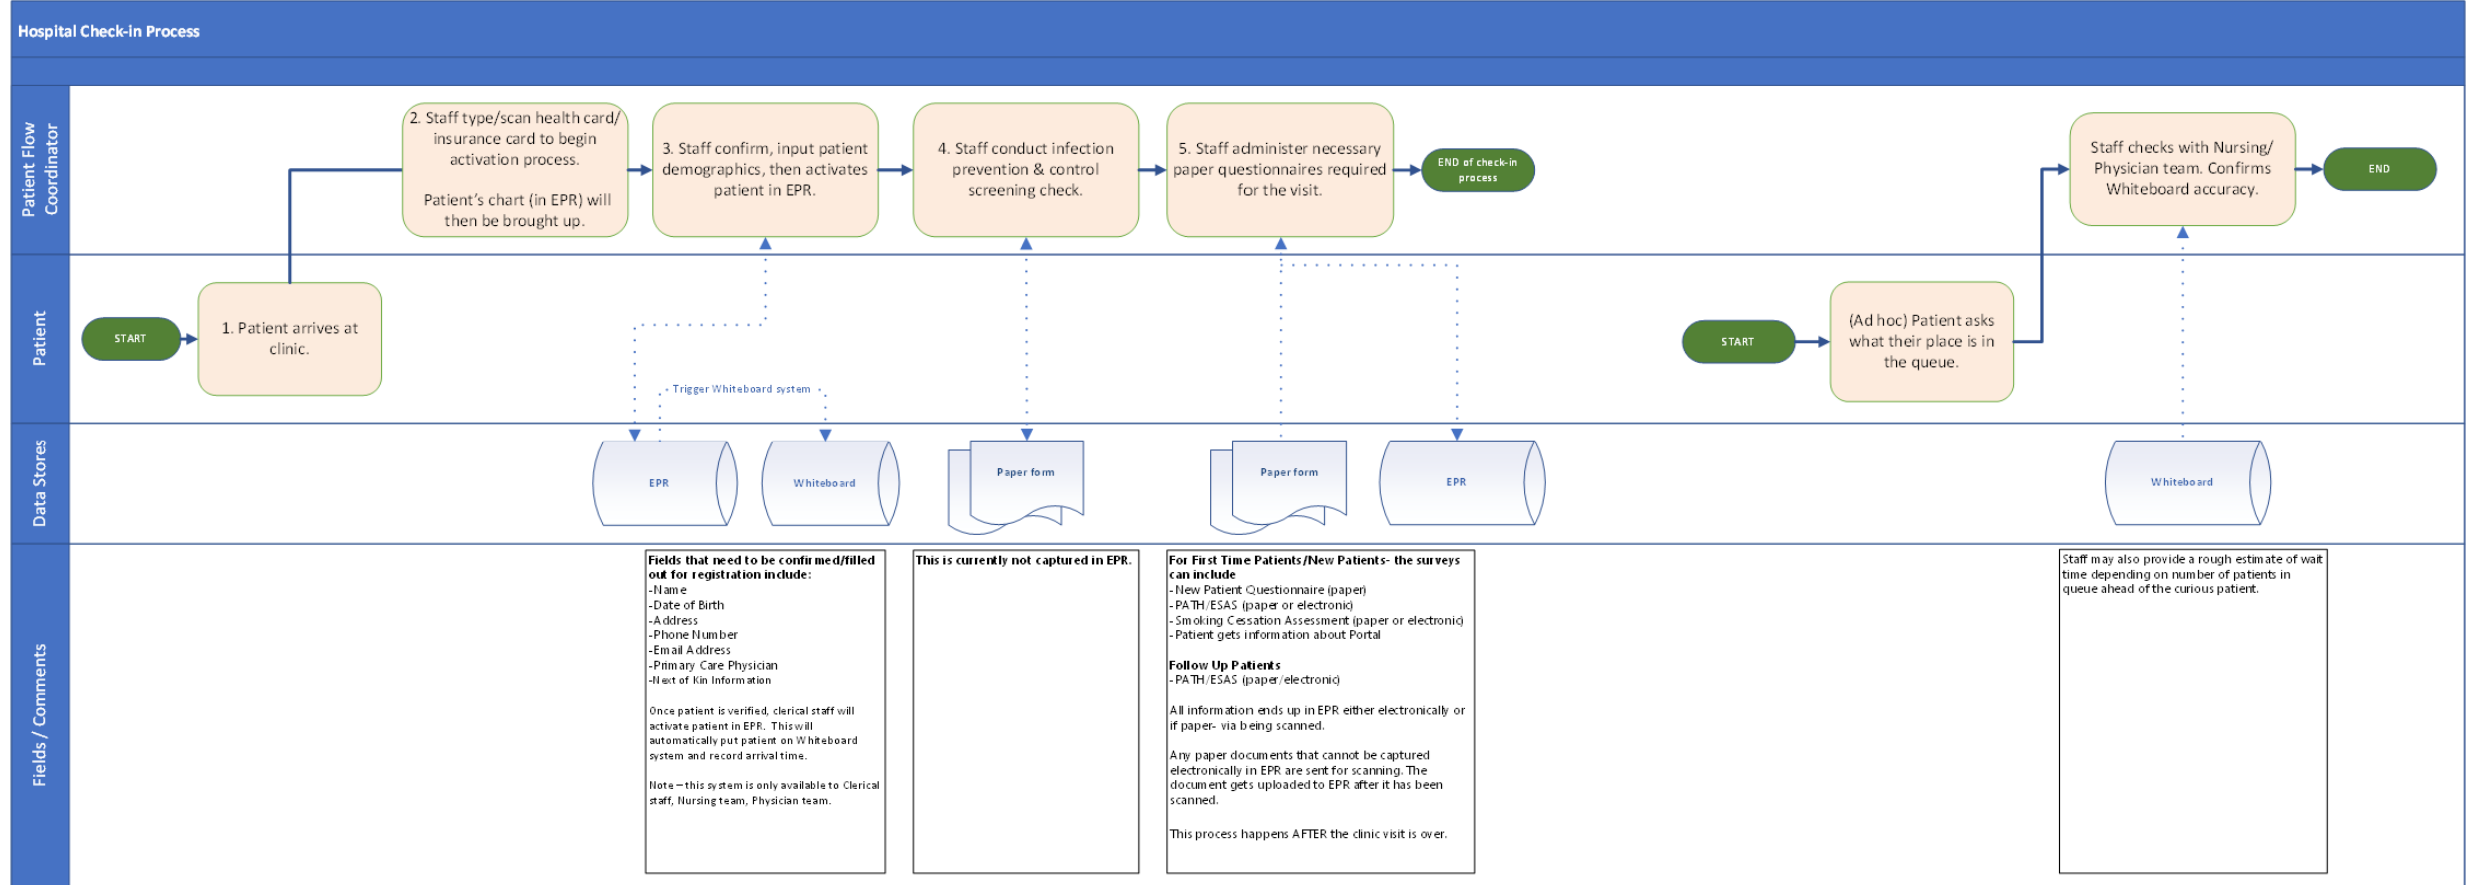 Hospital Check-in Process
Patient Flow
Coordinator
2. Staff type/scan health card/
insurance card to begin
activation process.
Patient's chart (in EPR) will
then be brought up.
3. Staff confirm, input patient
demographics, then activates
patient in EPR.
4. Staff conduct infection
prevention & control
screening check.
5. Staff administer necessary
paper questionnaires required
for the visit.
END of check-in
process
Staff checks with Nursing/
Physician team. Confirms
Whiteboard accuracy.
END
Patient
START
1. Patient arrives at
clinic.
Trigger Whiteboard system
START
(Ad hoc) Patient asks
what their place is in
the queue.
Data Stores
EPR
Whiteboard
Paper form
Paper form
EPR
Whiteboard
Fields / Comments
Fields that need to be confirmed/filled
out for registration include:
-Name
-Date of Birth
-Address
-Phone Number
-Email Address
-Primary Care Physician
-Next of Kin Information
Once patient is verified, clerical staff will
activate patient in EPR. This will
automatically put patient on Whiteboard
system and record arrival time.
Note – this system is only available to Clerical
staff, Nursing team, Physician team.
This is currently not captured in EPR.
For First Time Patients/New Patients- the surveys
can include
-New Patient Questionnaire (paper)
-PATH/ESAS (paper or electronic)
-Smoking Cessation Assessment (paper or electronic)
-Patient gets information about Portal
Follow Up Patients
-PATH/ESAS (paper/electronic)
All information ends up in EPR either electronically or
if paper- via being scanned.
Any paper documents that cannot be captured
electronically in EPR are sent for scanning. The
document gets uploaded to EPR after it has been
scanned.
This process happens AFTER the clinic visit is over.
Staff may also provide a rough estimate of wait
time depending on number of patients in
queue ahead of the curious patient.